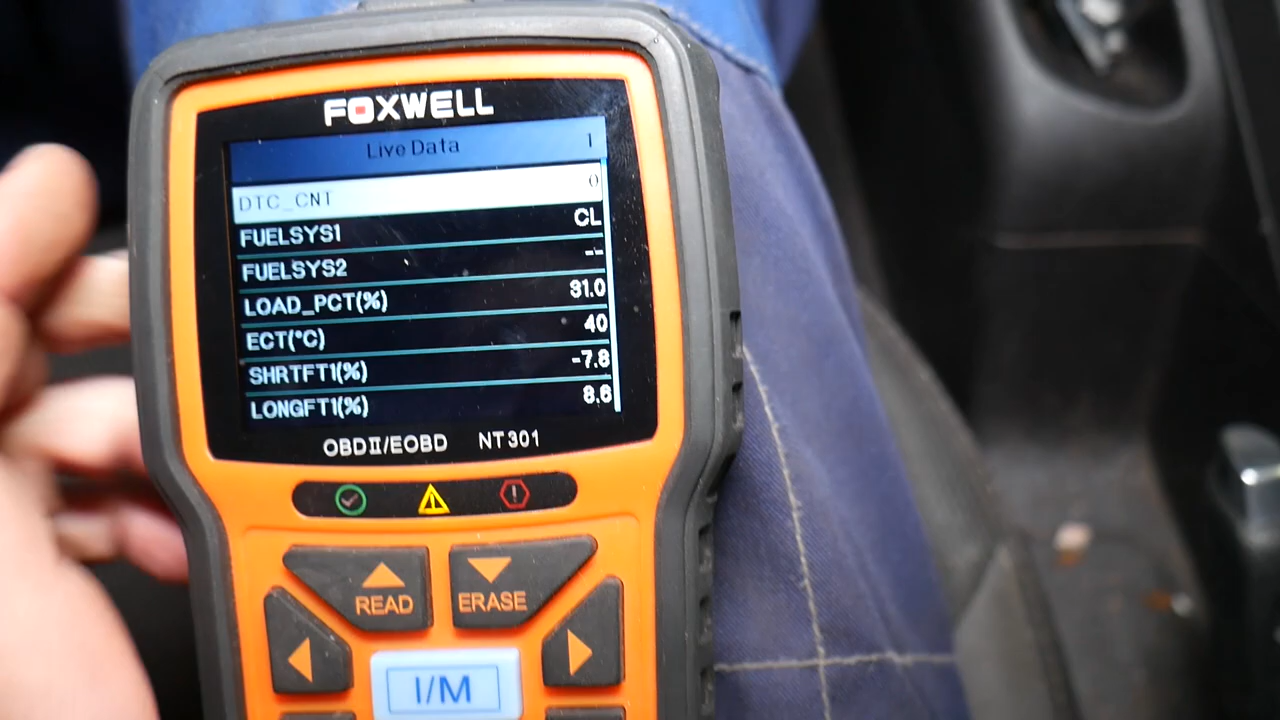 FOXWELL
Live Data 1
DTC_CNT 0
FUELSYS1 CL
FUELSYS2 --
LOAD_PCT(%) 31.0
ECT(°C) 40
SHRTFT1(%) -7.8
LONGFT1(%) 8.6
OBDII/EOBD NT301
READ ERASE
I/M